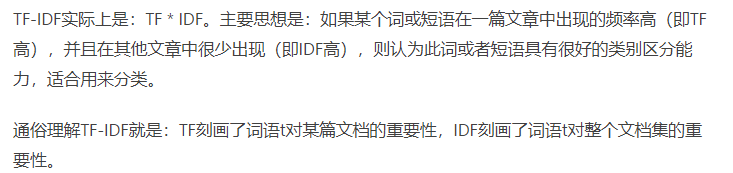 TF-IDF实际上是：TF * IDF。主要思想是：如果某个词或短语在一篇文章中出现的频率高（即TF
高），并且在其他文章中很少出现（即IDF高），则认为此词或者短语具有很好的类别区分能
力，适合用来分类。
通俗理解TF-IDF就是：TF刻画了词语t对某篇文档的重要性，IDF刻画了词语t对整个文档集的重
要性。